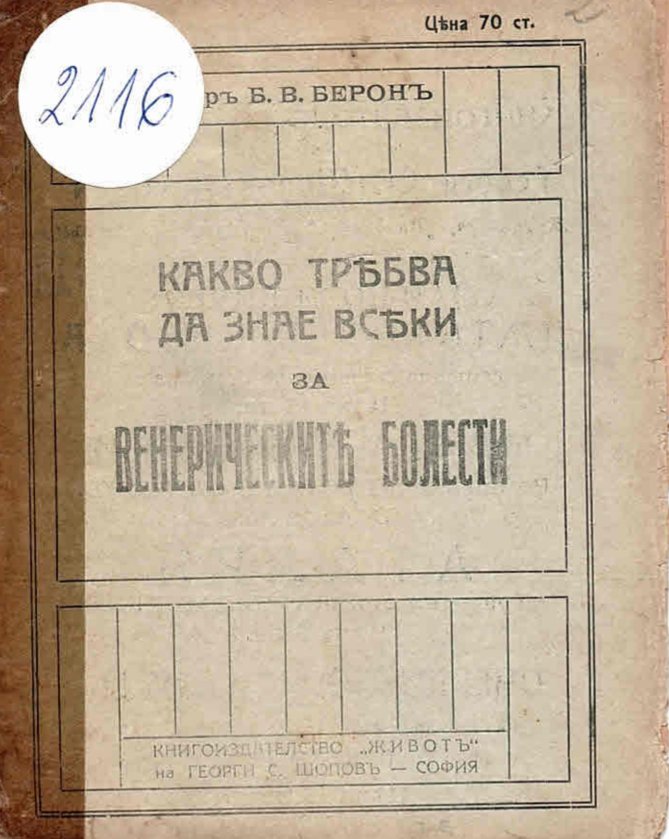 Цѣна 70 ст.
2116
ръ Б. В. БЕРОНЪ
КАКВО ТРѢБВА
ДА ЗНАЕ ВСѢКИ
ЗА
ВЕНЕРИЧЕСКИТѢ БОЛЕСТИ
КНИГОИЗДАТЕЛСТВО „ЖИВОТЪ“
на ГЕОРГИ С. ШОПОВЪ — СОФИЯ